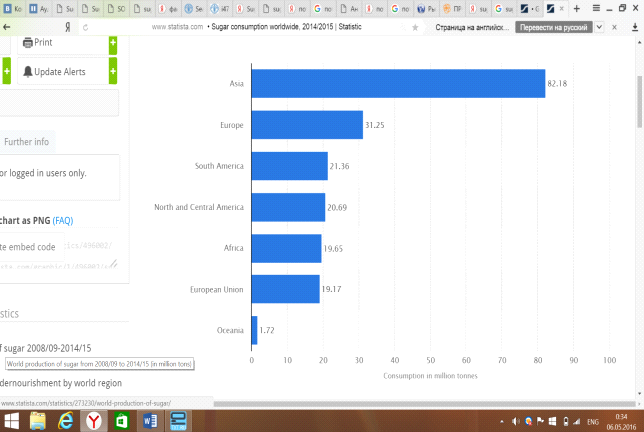 www.statista.com • Sugar consumption worldwide, 2014/2015 | Statistic
Страница на английск... Перевести на русский
Print
Update Alerts
Further info
or logged in users only.
chart as PNG (FAQ)
te embed code :ics/496002/
stics
f sugar 2008/09-2014/15
World production of sugar from 2008/09 to 2014/15 (in million tons)
dernourishment by world region
www.statista.com/statistics/273230/world-production-of-sugar/
Asia 82.18
Europe 31.25
South America 21.36
North and Central America 20.69
Africa 19.65
European Union 19.17
Oceania 1.72
0 10 20 30 40 50 60 70 80 90 100
Consumption in million tonnes
ENG
0:34
06.05.2016